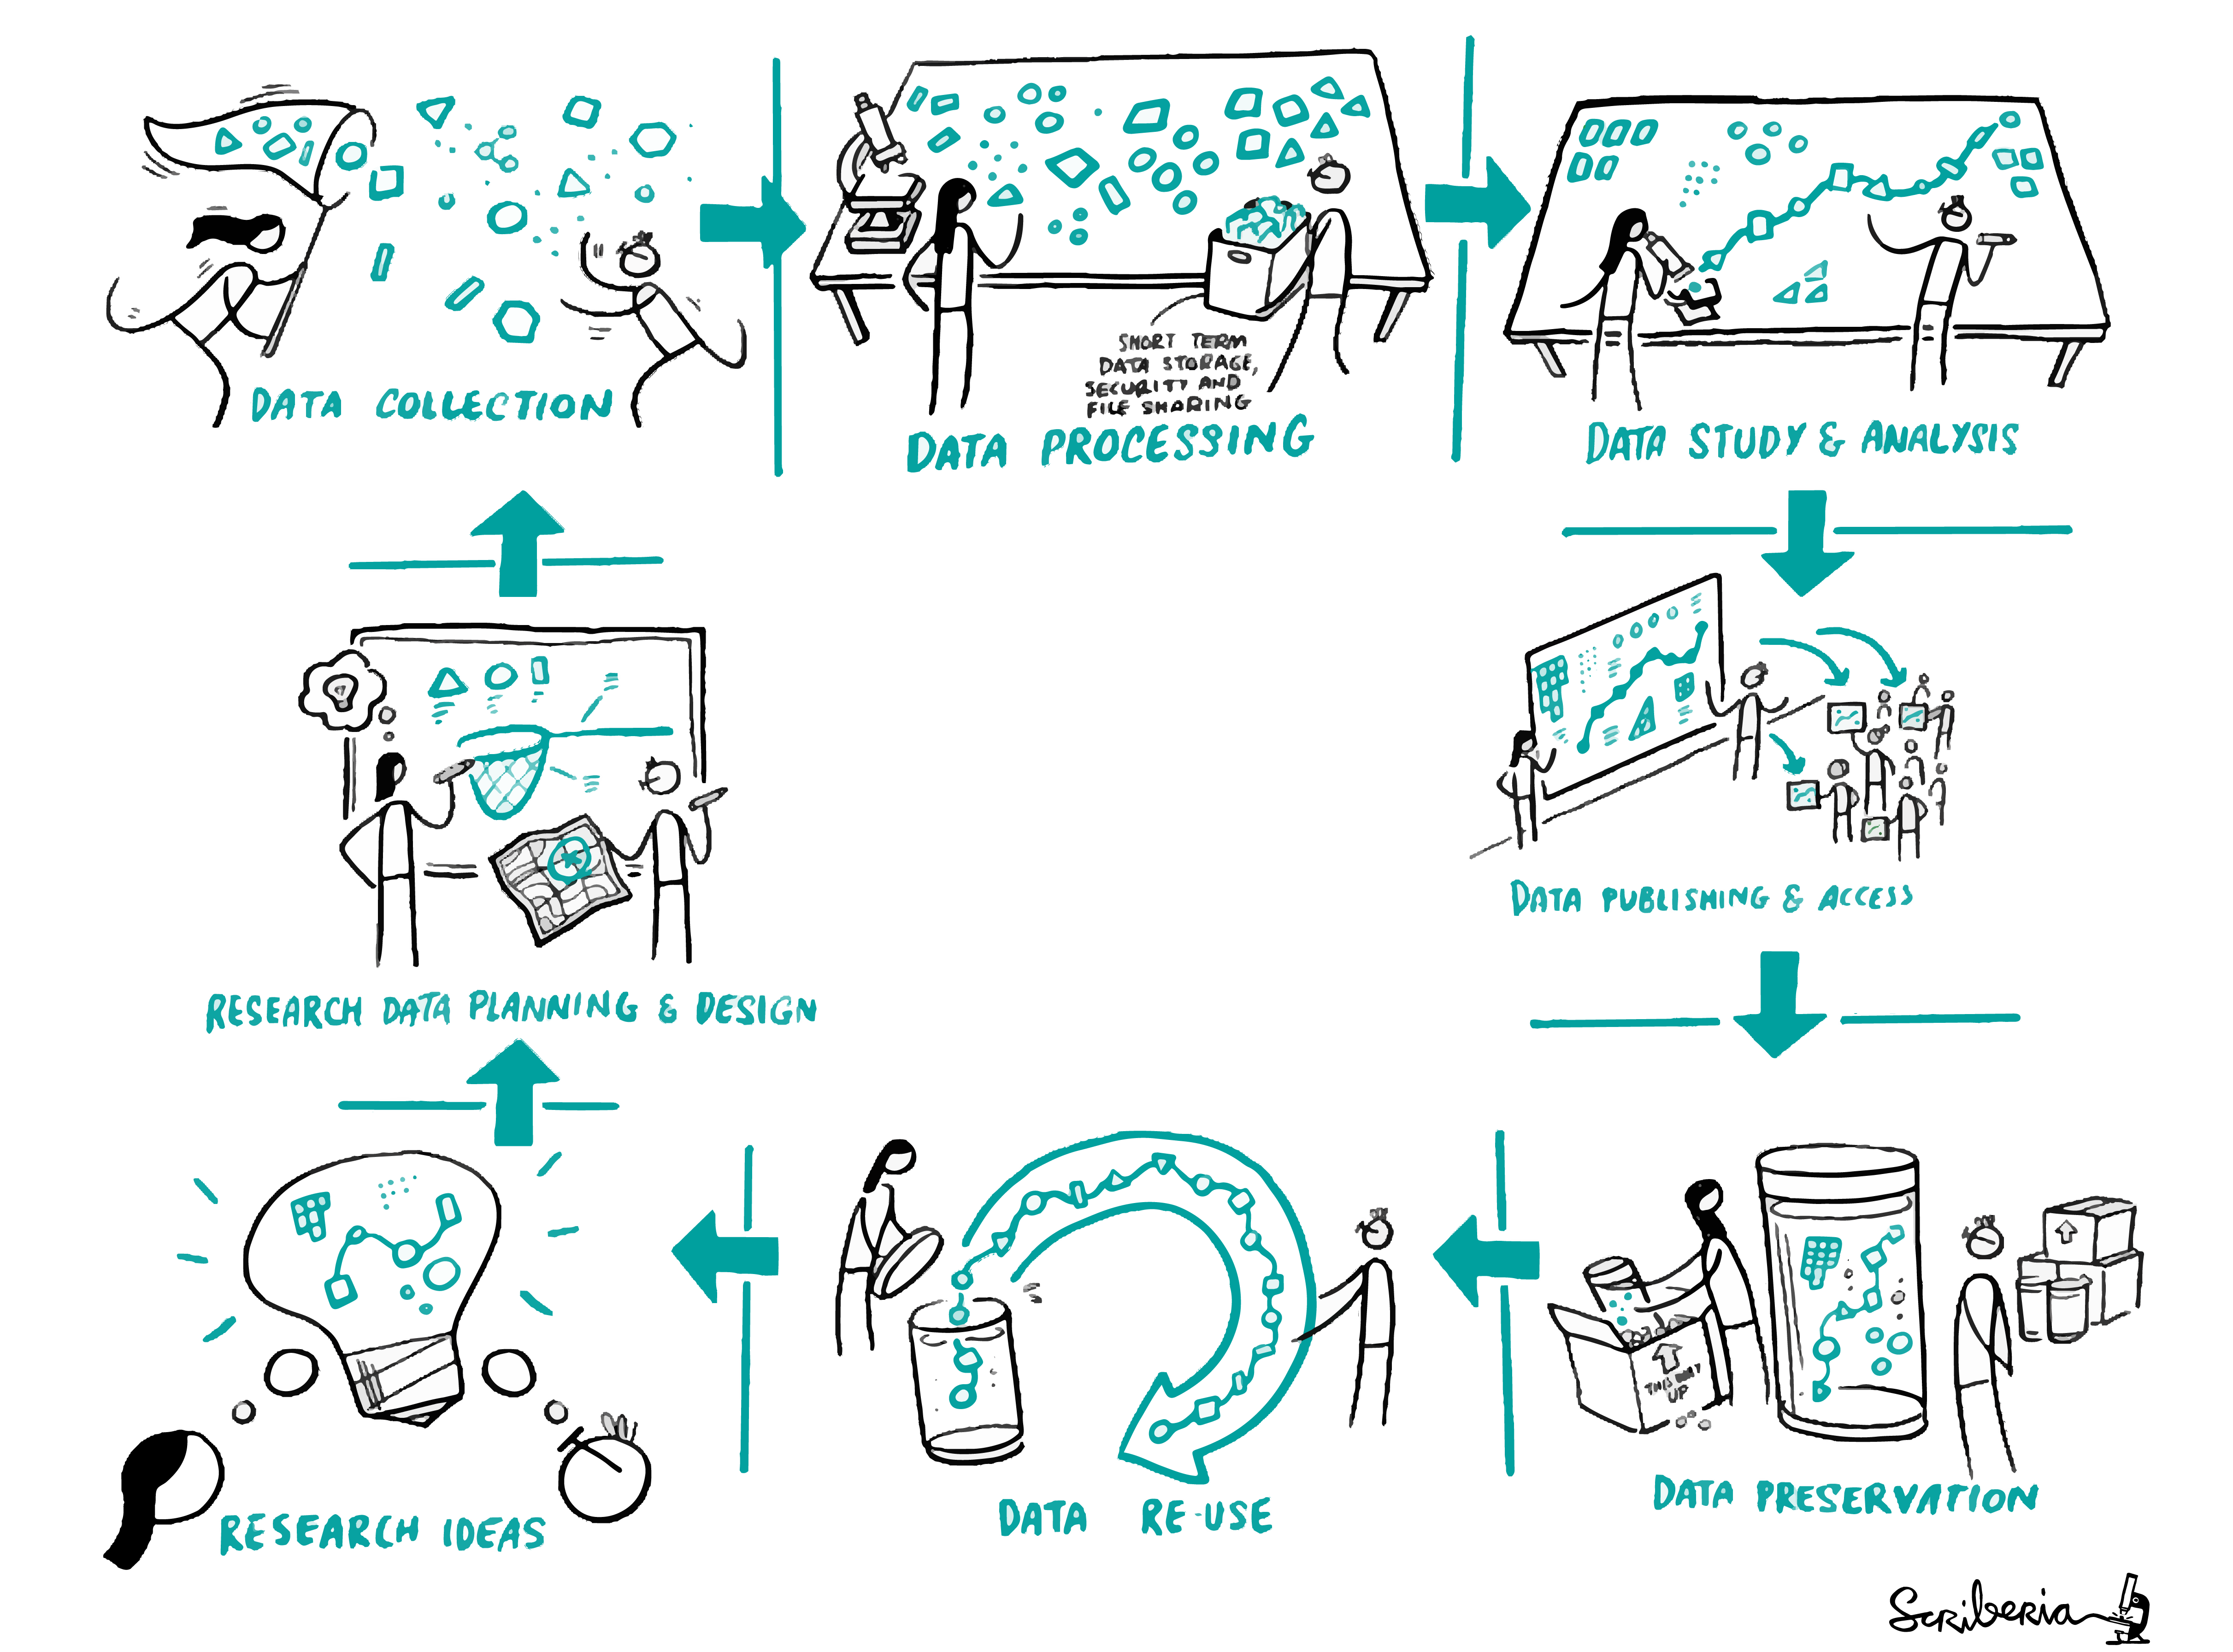 DATA COLLECTION
SHORT TERM
DATA STORAGE,
SECURITY AND
FILE SHARING
DATA PROCESSING
DATA STUDY & ANALYSIS
RESEARCH DATA PLANNING & DESIGN
DATA PUBLISHING & ACCESS
RESEARCH IDEAS
DATA RE-USE
THIS WAY
UP
DATA PRESERVATION
Scriberia